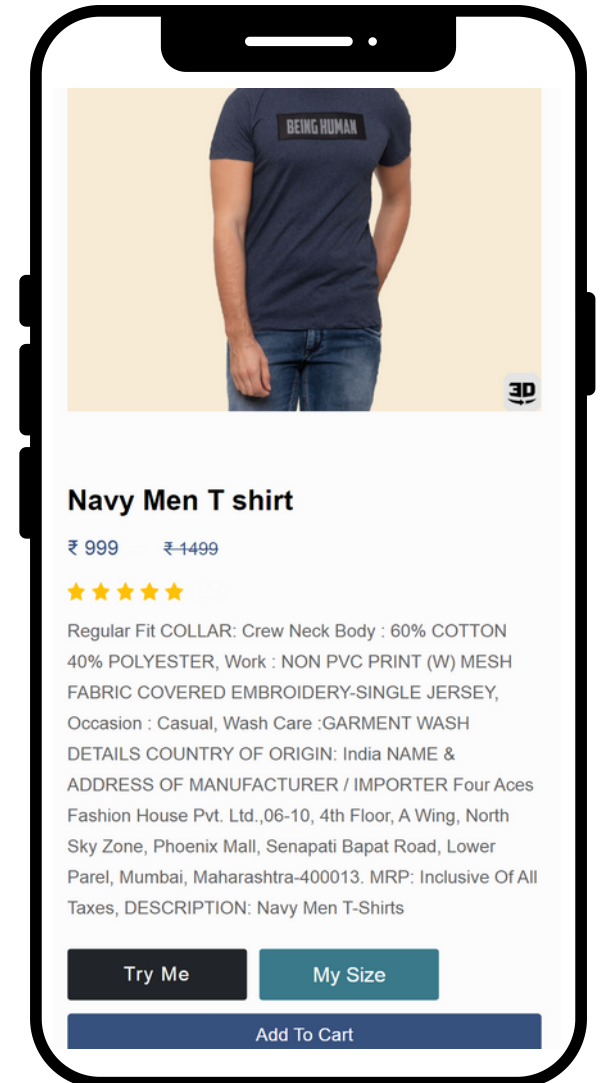 BEING HUMAN
3D
Navy Men T shirt
₹ 999 ₹ 1499
Regular Fit COLLAR: Crew Neck Body : 60% COTTON
40% POLYESTER, Work : NON PVC PRINT (W) MESH
FABRIC COVERED EMBROIDERY-SINGLE JERSEY,
Occasion : Casual, Wash Care :GARMENT WASH
DETAILS COUNTRY OF ORIGIN: India NAME &
ADDRESS OF MANUFACTURER / IMPORTER Four Aces
Fashion House Pvt. Ltd.,06-10, 4th Floor, A Wing, North
Sky Zone, Phoenix Mall, Senapati Bapat Road, Lower
Parel, Mumbai, Maharashtra-400013. MRP: Inclusive Of All
Taxes, DESCRIPTION: Navy Men T-Shirts
Try Me My Size
Add To Cart